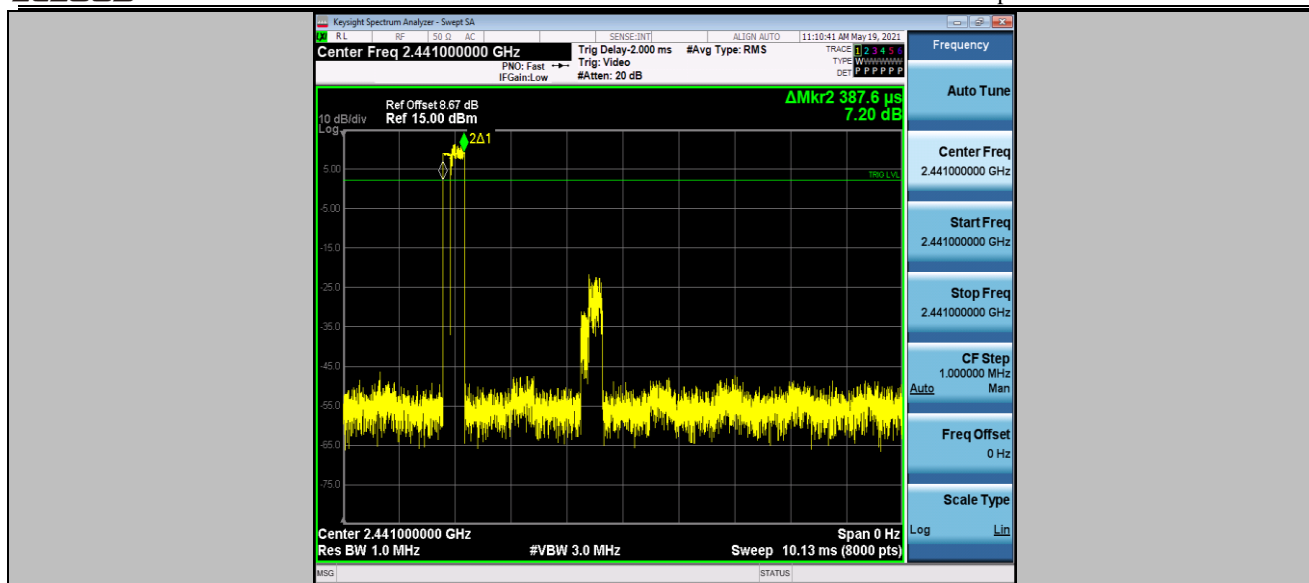 Keysight Spectrum Analyzer - Swept SA
RL RF 50 Ω AC SENSE:INT ALIGN AUTO 11:10:41 AM May 19, 2021
Center Freq 2.441000000 GHz
PNO: Fast
IFGain:Low
Trig Delay-2.000 ms
Trig: Video
#Atten: 20 dB
#Avg Type: RMS
TRACE 1 2 3 4 5 6
TYPE WWWWWW
DET P P P P P P
ΔMkr2 387.6 µs
7.20 dB
Ref Offset 8.67 dB
10 dB/div Ref 15.00 dBm
Log
2Δ1
5.00
TRIG LVL
-5.00
-15.0
-25.0
-35.0
-45.0
-55.0
-65.0
-75.0
Center 2.441000000 GHz Span 0 Hz
Res BW 1.0 MHz #VBW 3.0 MHz Sweep 10.13 ms (8000 pts)
MSG STATUS
Frequency
Auto Tune
Center Freq
2.441000000 GHz
Start Freq
2.441000000 GHz
Stop Freq
2.441000000 GHz
CF Step
1.000000 MHz
Auto Man
Freq Offset
0 Hz
Scale Type
Log Lin